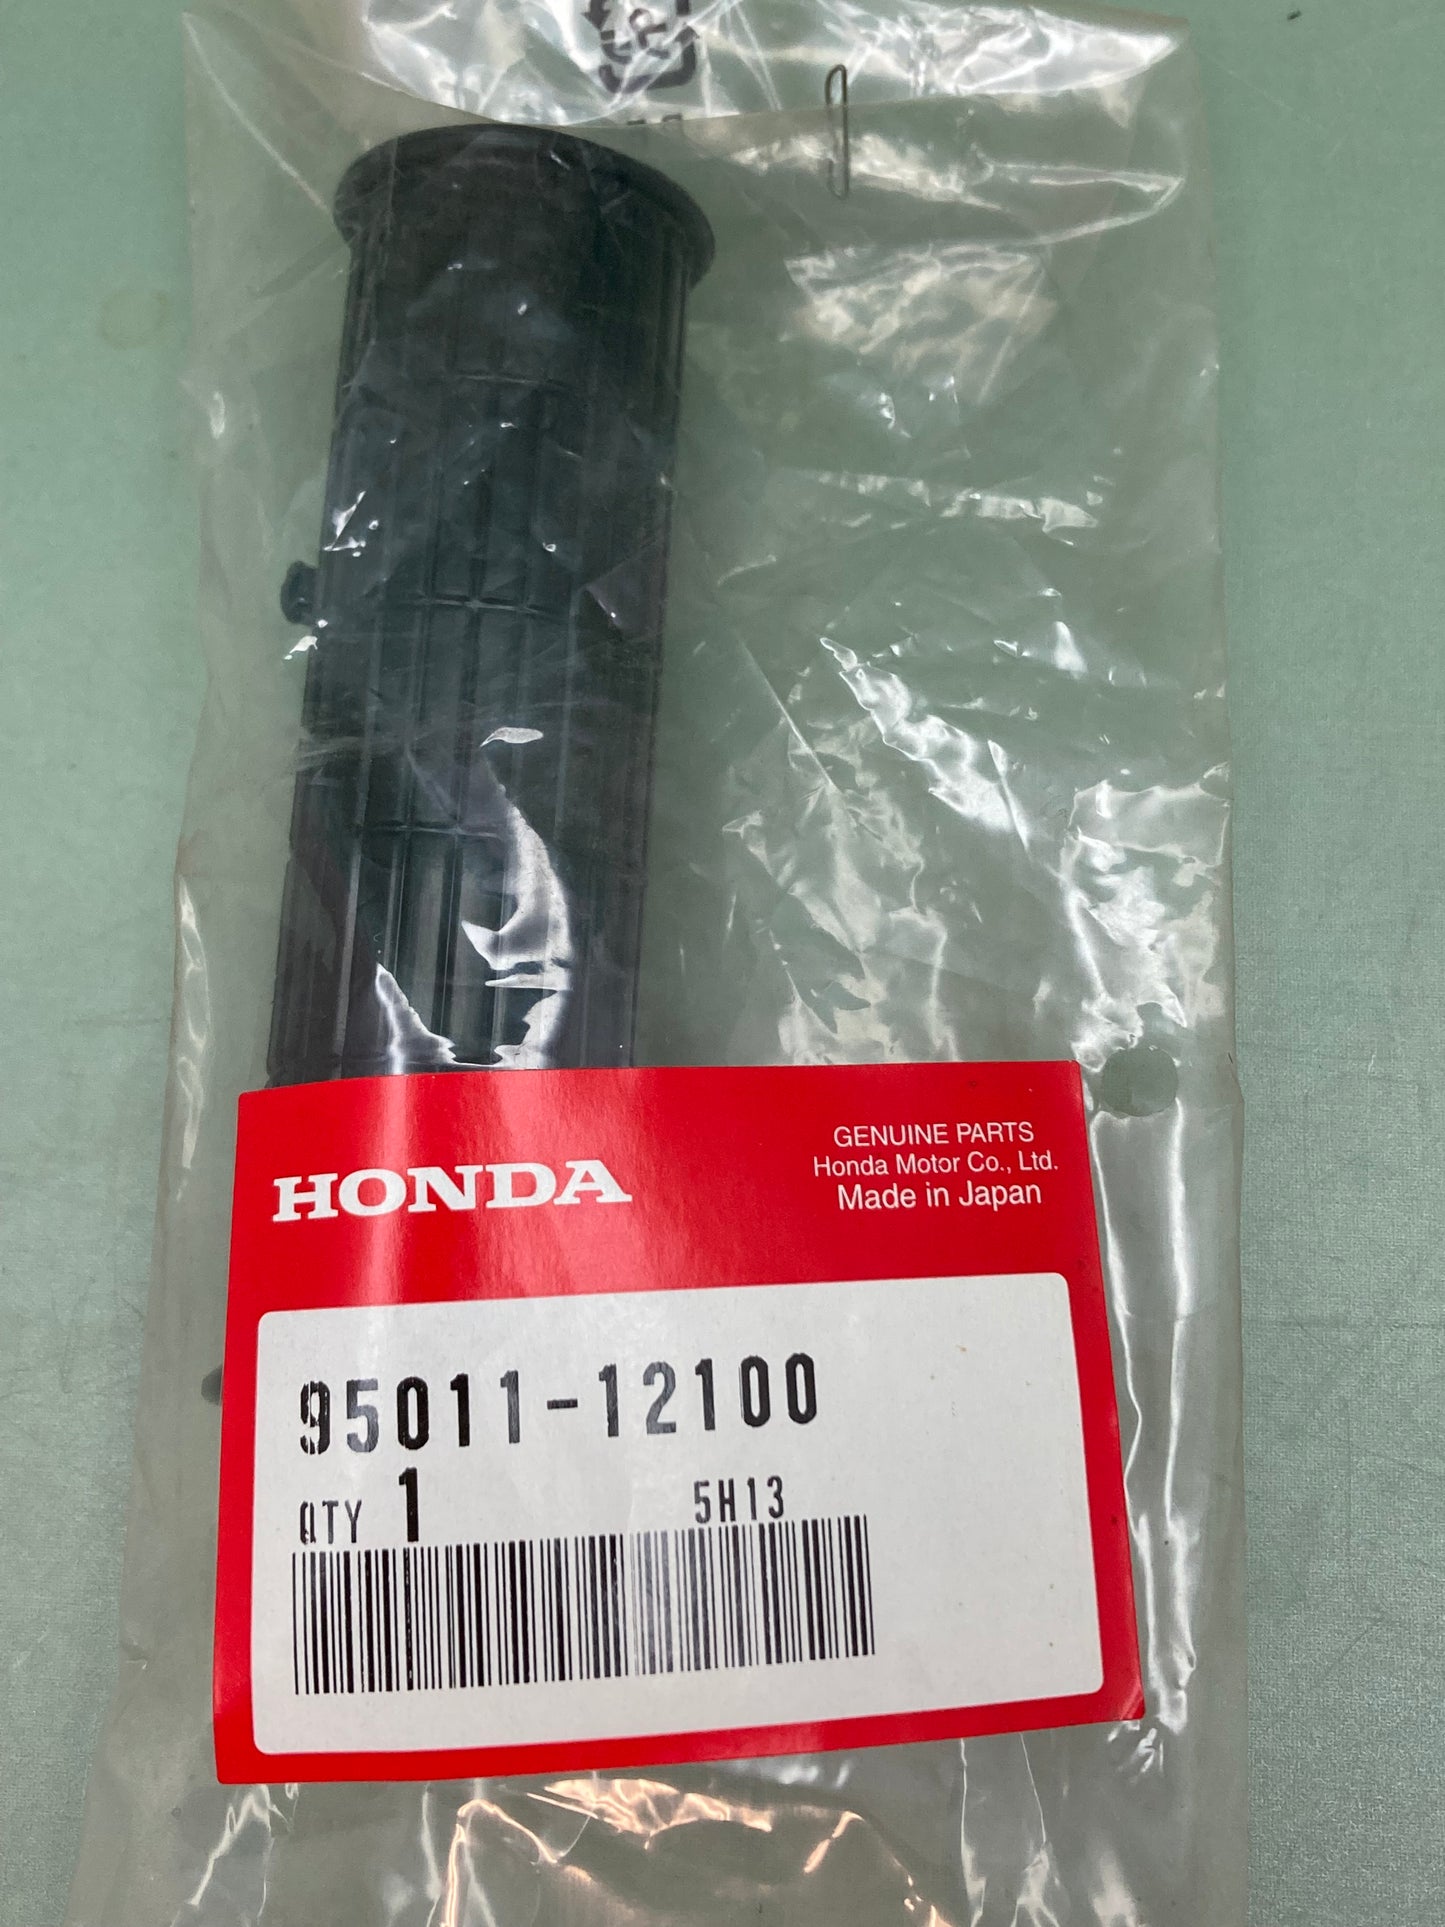 HONDA
GENUINE PARTS
Honda Motor Co., Ltd.
Made in Japan
95011-12100
QTY 1 5H13